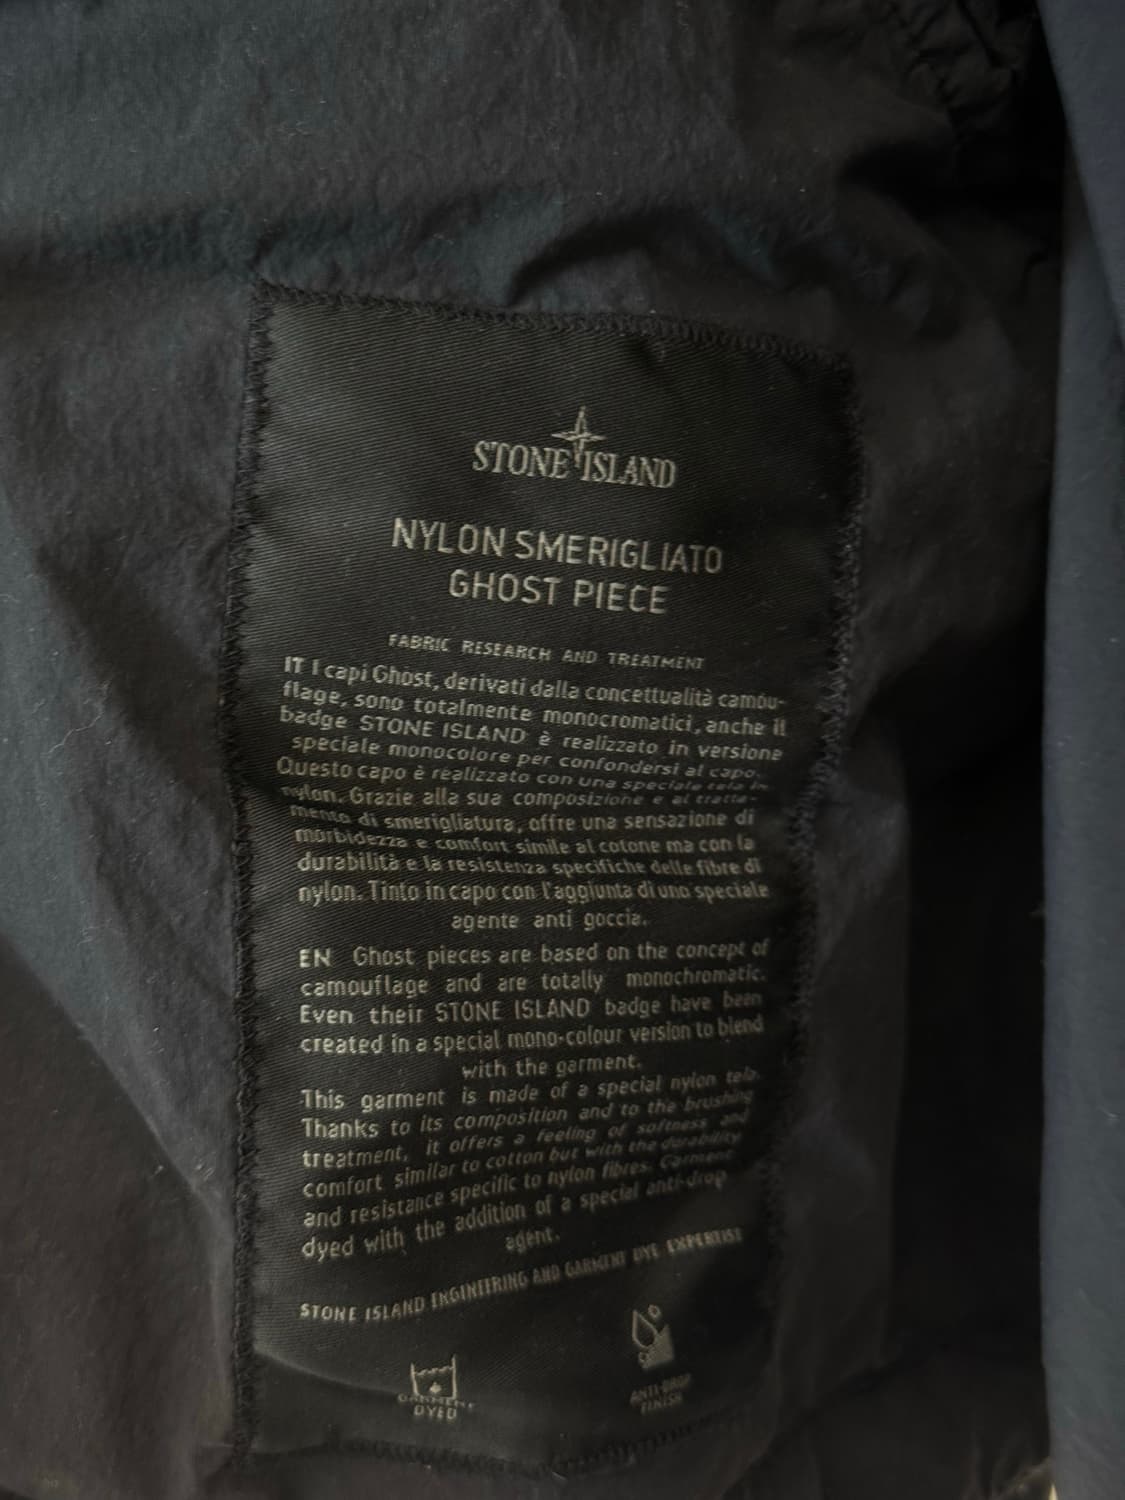 STONE ISLAND
NYLON SMERIGLIATO
GHOST PIECE
FABRIC RESEARCH AND TREATMENT
IT I capi Ghost, derivati dalla concettualità camou-
flage, sono totalmente monocromatici, anche il
badge STONE ISLAND è realizzato in versione
speciale monocolore per confondersi al capo.
Questo capo è realizzato con una speciale tela in
nylon. Grazie alla sua composizione e al tratta-
mento di smerigliatura, offre una sensazione di
morbidezza e comfort simile al cotone ma con la
durabilità e la resistenza specifiche delle fibre di
nylon. Tinto in capo con l'aggiunta di uno speciale
agente anti goccia.
EN Ghost pieces are based on the concept of
camouflage and are totally monochromatic.
Even their STONE ISLAND badge have been
created in a special mono-colour version to blend
with the garment.
This garment is made of a special nylon tela.
Thanks to its composition and to the brushing
treatment, it offers a feeling of softness and
comfort similar to cotton but with the durability
and resistance specific to nylon fibres. Garment
dyed with the addition of a special anti-drop
agent.
STONE ISLAND ENGINEERING AND GARMENT DYE EXPERTISE
GARMENT
DYED
ANTI-DROP
FINISH